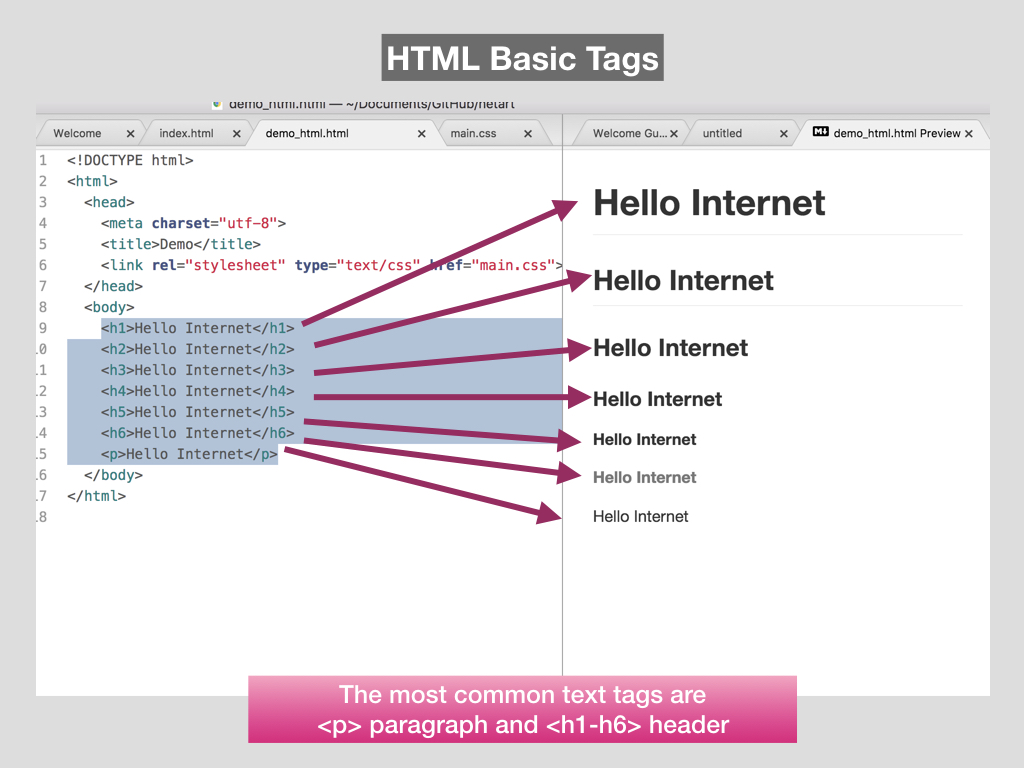 HTML Basic Tags
demo_html.html — ~/Documents/GitHub/netart
Welcome × index.html × demo_html.html × main.css × Welcome Gu... × untitled × M↓ demo_html.html Preview ×
1 <!DOCTYPE html>
2 <html>
3 <head>
4 <meta charset="utf-8">
5 <title>Demo</title>
6 <link rel="stylesheet" type="text/css" href="main.css">
7 </head>
8 <body>
9 <h1>Hello Internet</h1>
.0 <h2>Hello Internet</h2>
.1 <h3>Hello Internet</h3>
.2 <h4>Hello Internet</h4>
.3 <h5>Hello Internet</h5>
.4 <h6>Hello Internet</h6>
.5 <p>Hello Internet</p>
.6 </body>
.7 </html>
.8
Hello Internet
Hello Internet
Hello Internet
Hello Internet
Hello Internet
Hello Internet
Hello Internet
The most common text tags are
<p> paragraph and <h1-h6> header